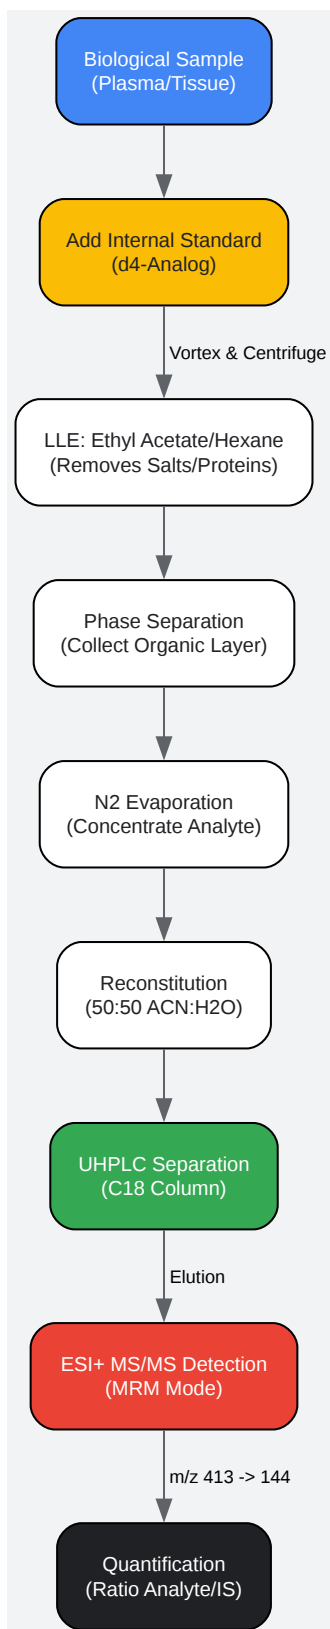 Biological Sample
(Plasma/Tissue)
Add Internal Standard
(d4-Analog)
Vortex & Centrifuge
LLE: Ethyl Acetate/Hexane
(Removes Salts/Proteins)
Phase Separation
(Collect Organic Layer)
N2 Evaporation
(Concentrate Analyte)
Reconstitution
(50:50 ACN:H2O)
UHPLC Separation
(C18 Column)
Elution
ESI+ MS/MS Detection
(MRM Mode)
m/z 413 -> 144
Quantification
(Ratio Analyte/IS)